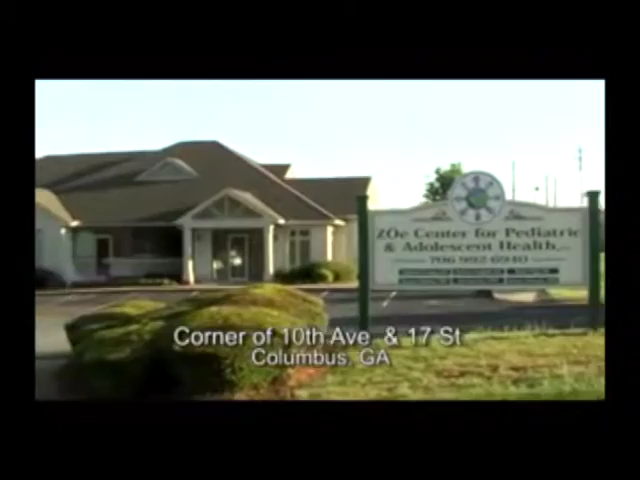 ZOe Center for Pediatric
& Adolescent Health,
Corner of 10th Ave & 17 St
Columbus, GA